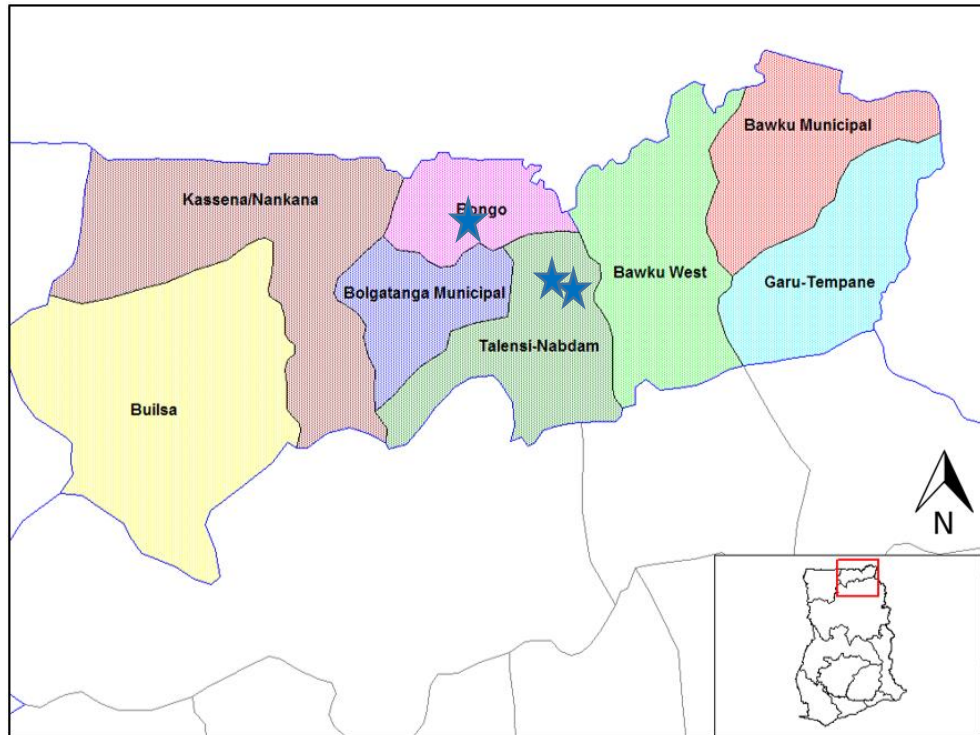 Bawku Municipal
Kassena/Nankana
Bongo
Bawku West
Garu-Tempane
Bolgatanga Municipal
Talensi-Nabdam
Builsa
N